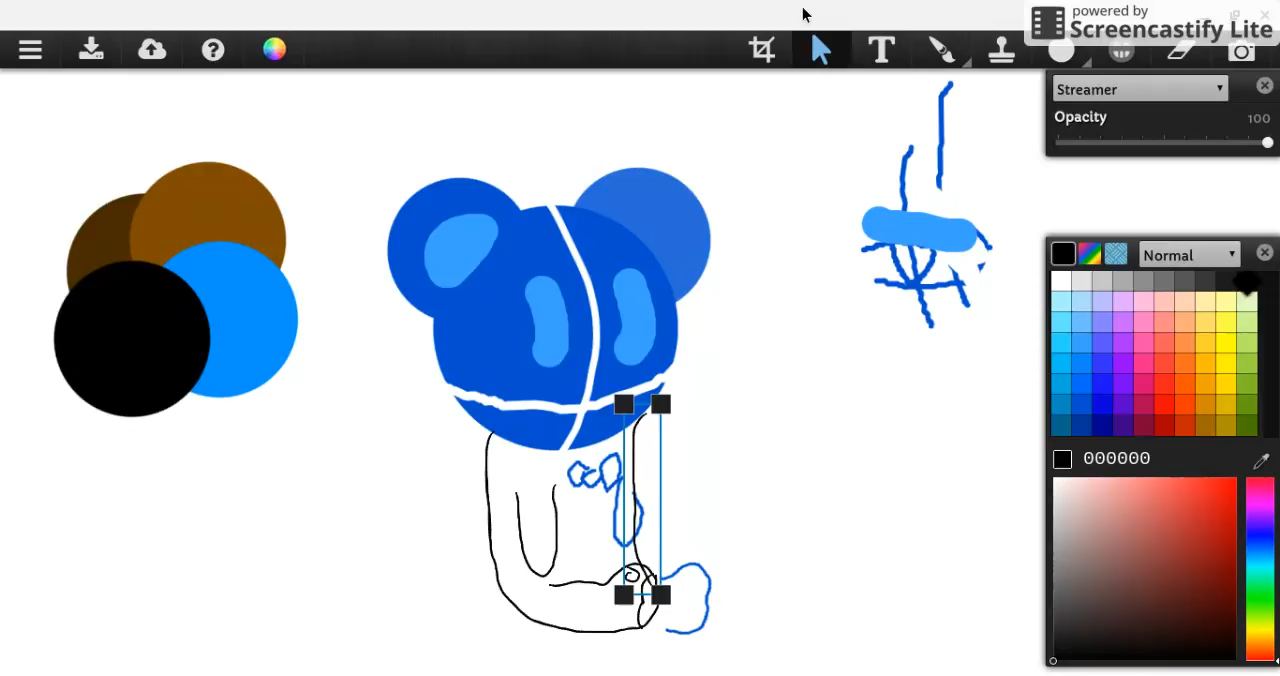 powered by
Screencastify Lite
T
Streamer
Opacity 100
Normal
000000